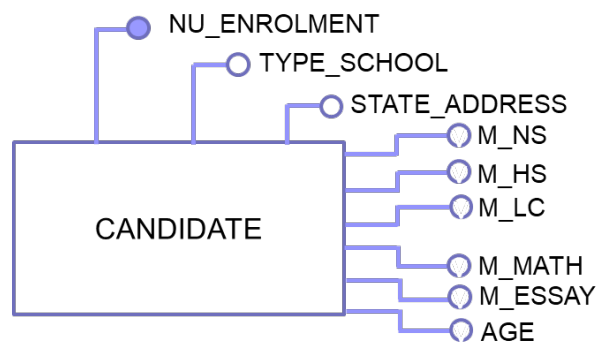 NU_ENROLMENT
TYPE_SCHOOL
STATE_ADDRESS
M_NS
M_HS
M_LC
CANDIDATE
M_MATH
M_ESSAY
AGE